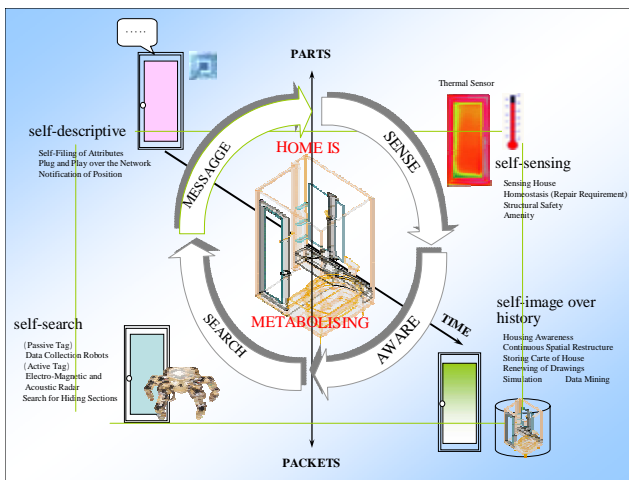 .....
PARTS
Thermal Sensor
self-descriptive
Self-Filing of Attributes
Plug and Play over the Network
Notification of Position
MESSAGGE
HOME IS
SENSE
self-sensing
Sensing House
Homeostasis (Repair Requirement)
Structural Safety
Amenity
self-search
(Passive Tag)
Data Collection Robots
(Active Tag)
Electro-Magnetic and
Acoustic Radar
Search for Hiding Sections
SEARCH
METABOLISING
AWARE
TIME
self-image over
history
Housing Awareness
Continuous Spatial Restructure
Storing Carte of House
Renewing of Drawings
Simulation Data Mining
PACKETS